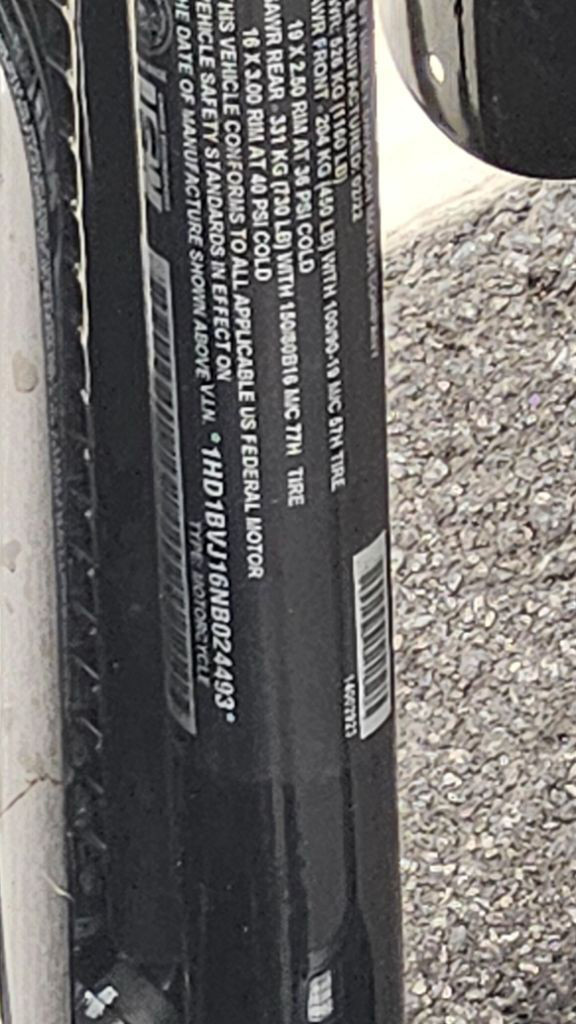 MANUFACTURED: 02/22
526 KG (1160 LB)
FRONT - 204 KG (450 LB) WITH 100/90-19 M/C 57H TIRE
19 X 2.50 RIM AT 36 PSI COLD
GAWR REAR - 331 KG (730 LB) WITH 150/80B16 M/C 77H TIRE
16 X 3.00 RIM AT 40 PSI COLD
THIS VEHICLE CONFORMS TO ALL APPLICABLE US FEDERAL MOTOR
VEHICLE SAFETY STANDARDS IN EFFECT ON
THE DATE OF MANUFACTURE SHOWN ABOVE V.I.N. *1HD1BVJ16NB024493*
TYPE: MOTORCYCLE